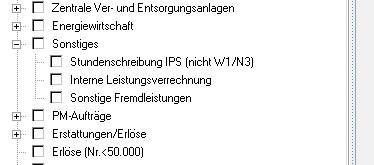 Zentrale Ver- und Entsorgungsanlagen
Energiewirtschaft
Sonstiges
Stundenschreibung IPS (nicht W1/N3)
Interne Leistungsverrechnung
Sonstige Fremdleistungen
PM-Aufträge
Erstattungen/Erlöse
Erlöse (Nr.<50.000)